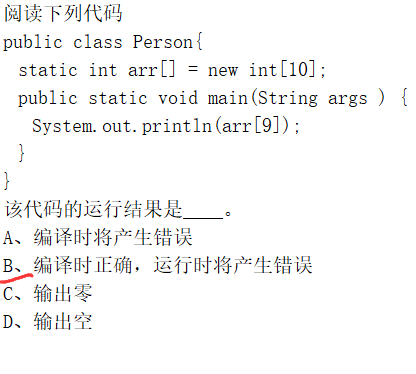 阅读下列代码
public class Person{
static int arr[] = new int[10];
public static void main(String args ) {
System.out.println(arr[9]);
}
}
该代码的运行结果是____。
A、编译时将产生错误
B、编译时正确，运行时将产生错误
C、输出零
D、输出空